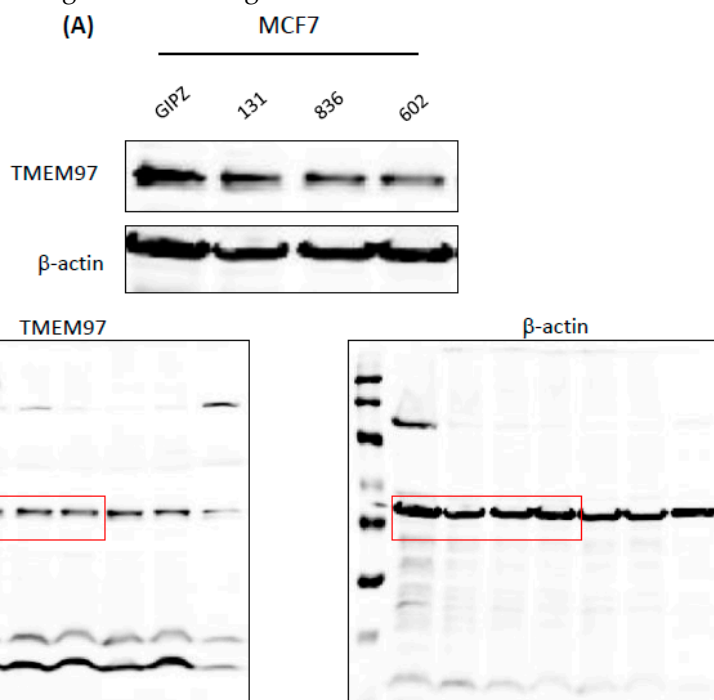 (A)
MCF7
GIPZ 131 836 602
TMEM97
β-actin
TMEM97 β-actin